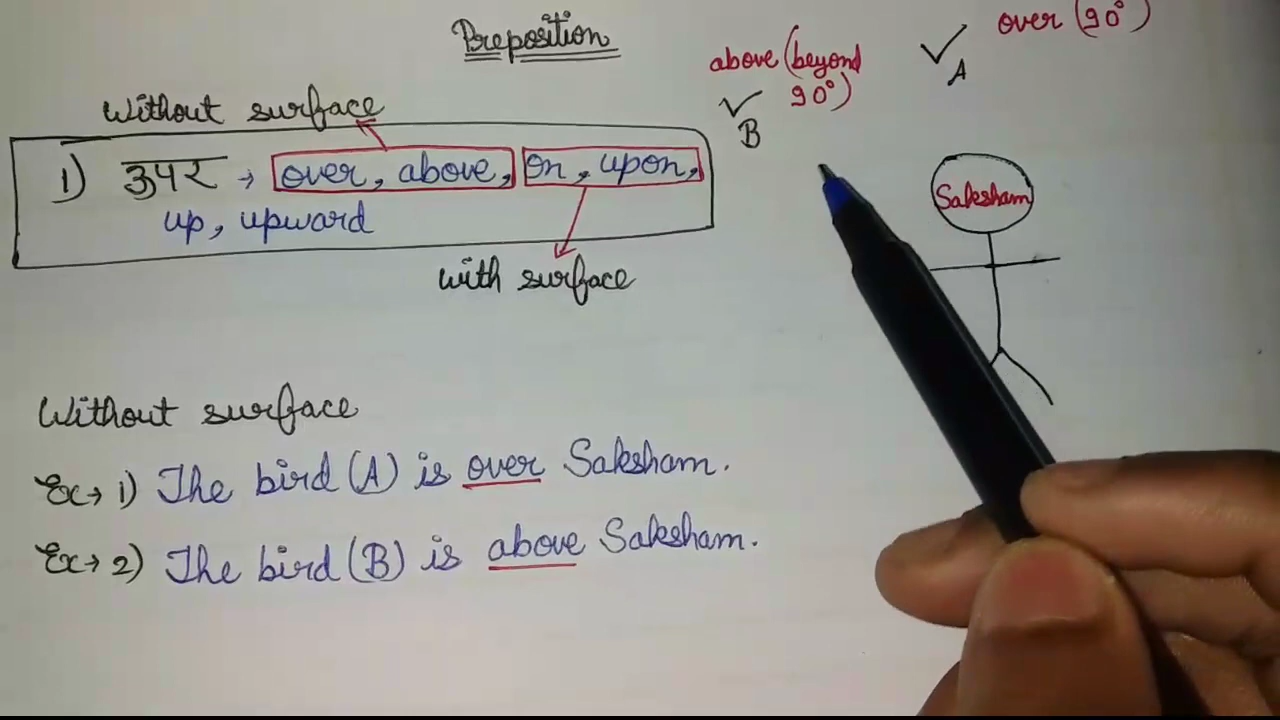 Preposition
over (90°)
above (beyond
90°)
A
B
Without surface
1) ऊपर → over, above, on, upon,
up, upward
with surface
Saksham
Without surface
Ex → 1) The bird (A) is over Saksham.
Ex → 2) The bird (B) is above Saksham.